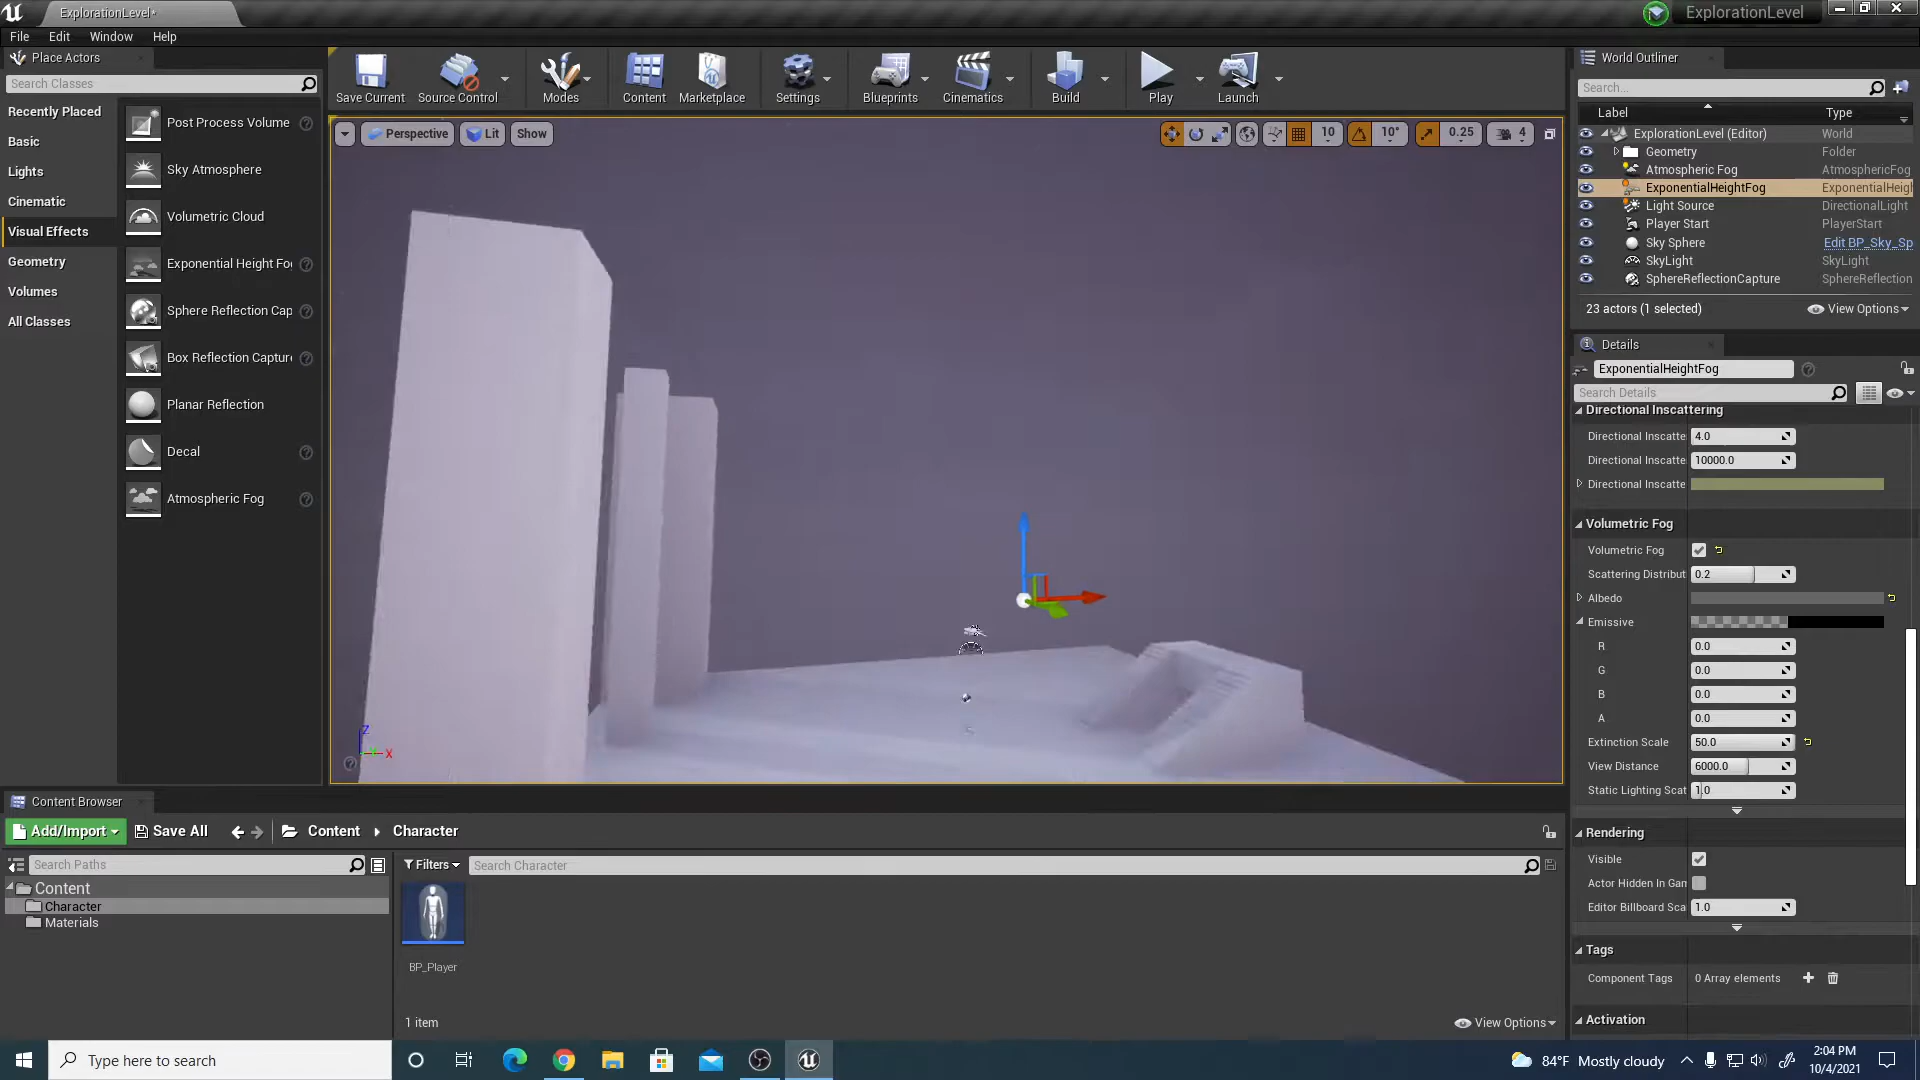 ExplorationLevel*
ExplorationLevel
File Edit Window Help
Place Actors
Search Classes
Recently Placed
Basic
Lights
Cinematic
Visual Effects
Geometry
Volumes
All Classes
Post Process Volume
Sky Atmosphere
Volumetric Cloud
Exponential Height Fo
Sphere Reflection Cap
Box Reflection Capture
Planar Reflection
Decal
Atmospheric Fog
Save Current
Source Control
Modes
Content
Marketplace
Settings
Blueprints
Cinematics
Build
Play
Launch
Perspective
Lit
Show
10
10°
0.25
4
Z
X
World Outliner
Search...
Label Type
ExplorationLevel (Editor) World
Geometry Folder
Atmospheric Fog AtmosphericFog
ExponentialHeightFog ExponentialHeigh
Light Source DirectionalLight
Player Start PlayerStart
Sky Sphere Edit BP_Sky_Sp
SkyLight SkyLight
SphereReflectionCapture SphereReflection
23 actors (1 selected) View Options
Details
ExponentialHeightFog
Search Details
Directional Inscattering
Directional Inscatte 4.0
Directional Inscatte 10000.0
Directional Inscatte
Volumetric Fog
Volumetric Fog
Scattering Distribut 0.2
Albedo
Emissive
R 0.0
G 0.0
B 0.0
A 0.0
Extinction Scale 50.0
View Distance 6000.0
Static Lighting Scat 1.0
Rendering
Visible
Actor Hidden In Gam
Editor Billboard Sca 1.0
Tags
Component Tags 0 Array elements
Activation
Content Browser
Add/Import Save All Content Character
Search Paths
Content
Character
Materials
Filters Search Character
BP_Player
1 item View Options
Type here to search
84°F Mostly cloudy
2:04 PM
10/4/2021